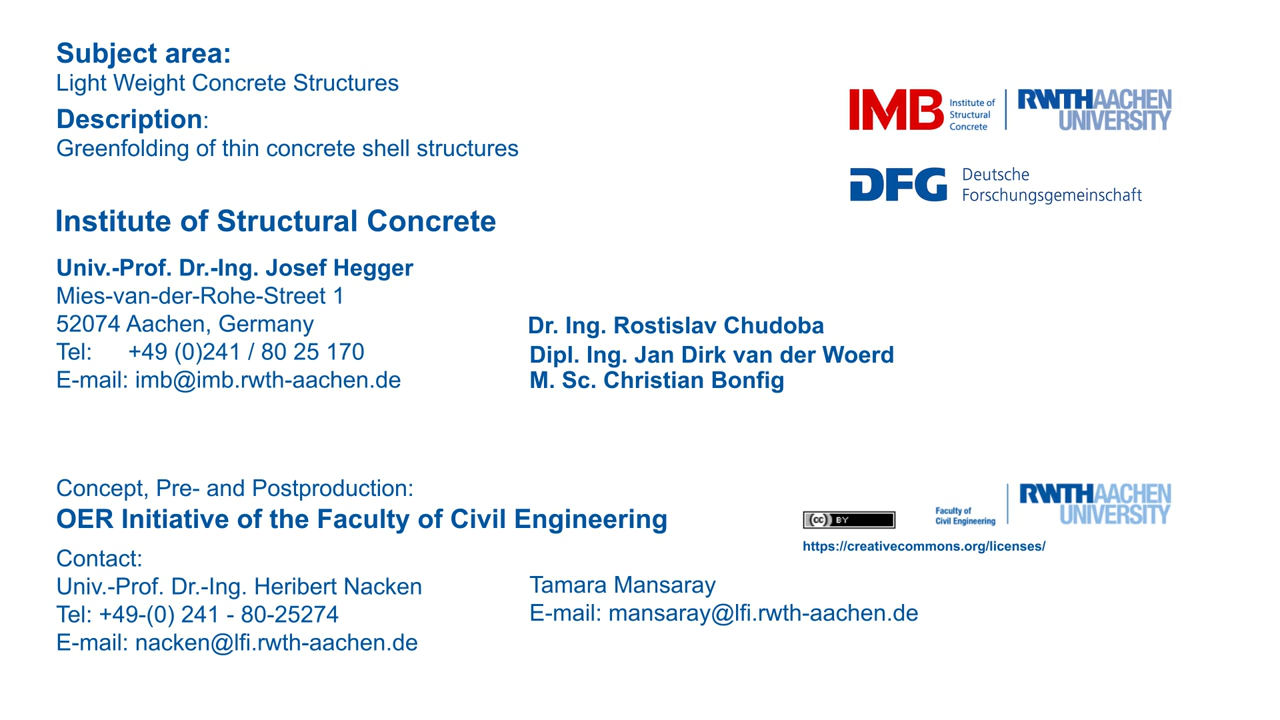 Subject area:
Light Weight Concrete Structures
Description:
Greenfolding of thin concrete shell structures
IMB Institute of Structural Concrete
RWTH AACHEN UNIVERSITY
DFG Deutsche Forschungsgemeinschaft
Institute of Structural Concrete
Univ.-Prof. Dr.-Ing. Josef Hegger
Mies-van-der-Rohe-Street 1
52074 Aachen, Germany
Tel: +49 (0)241 / 80 25 170
E-mail: imb@imb.rwth-aachen.de
Dr. Ing. Rostislav Chudoba
Dipl. Ing. Jan Dirk van der Woerd
M. Sc. Christian Bonfig
Concept, Pre- and Postproduction:
OER Initiative of the Faculty of Civil Engineering
(cc) BY
https://creativecommons.org/licenses/
Faculty of
Civil Engineering
RWTH AACHEN UNIVERSITY
Contact:
Univ.-Prof. Dr.-Ing. Heribert Nacken
Tel: +49-(0) 241 - 80-25274
E-mail: nacken@lfi.rwth-aachen.de
Tamara Mansaray
E-mail: mansaray@lfi.rwth-aachen.de